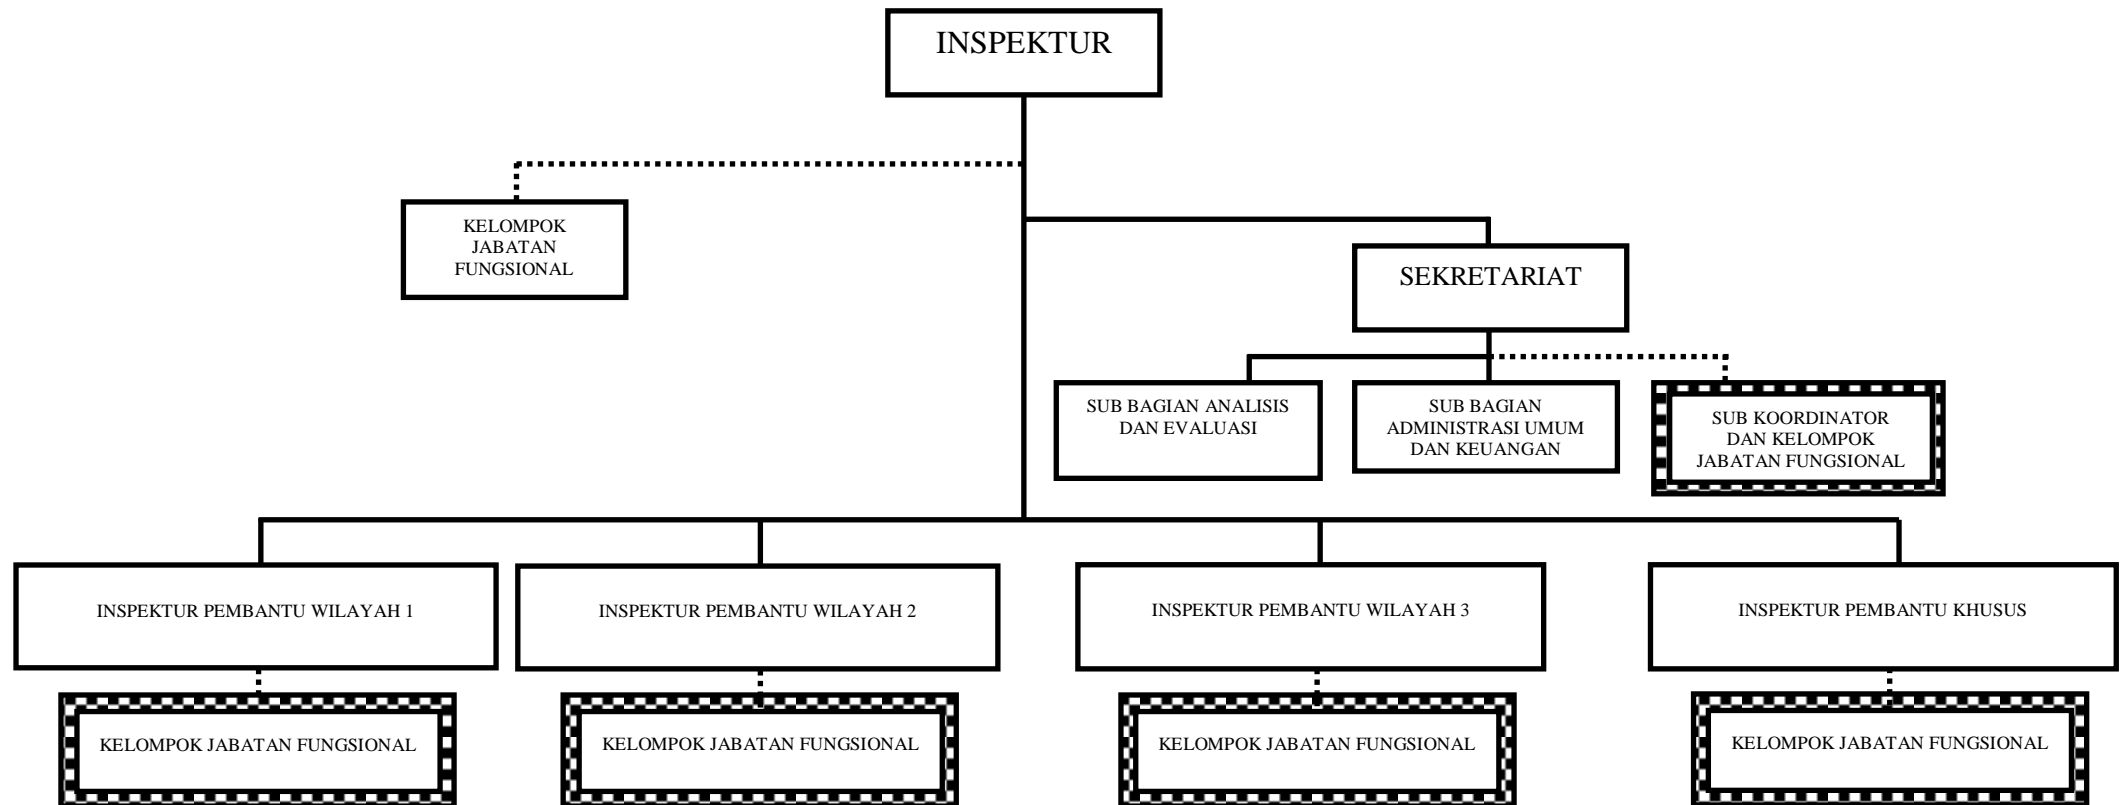 INSPEKTUR
KELOMPOK
JABATAN
FUNGSIONAL
SEKRETARIAT
SUB BAGIAN ANALISIS
DAN EVALUASI
SUB BAGIAN
ADMINISTRASI UMUM
DAN KEUANGAN
SUB KOORDINATOR
DAN KELOMPOK
JABATAN FUNGSIONAL
INSPEKTUR PEMBANTU WILAYAH 1
INSPEKTUR PEMBANTU WILAYAH 2
INSPEKTUR PEMBANTU WILAYAH 3
INSPEKTUR PEMBANTU KHUSUS
KELOMPOK JABATAN FUNGSIONAL
KELOMPOK JABATAN FUNGSIONAL
KELOMPOK JABATAN FUNGSIONAL
KELOMPOK JABATAN FUNGSIONAL